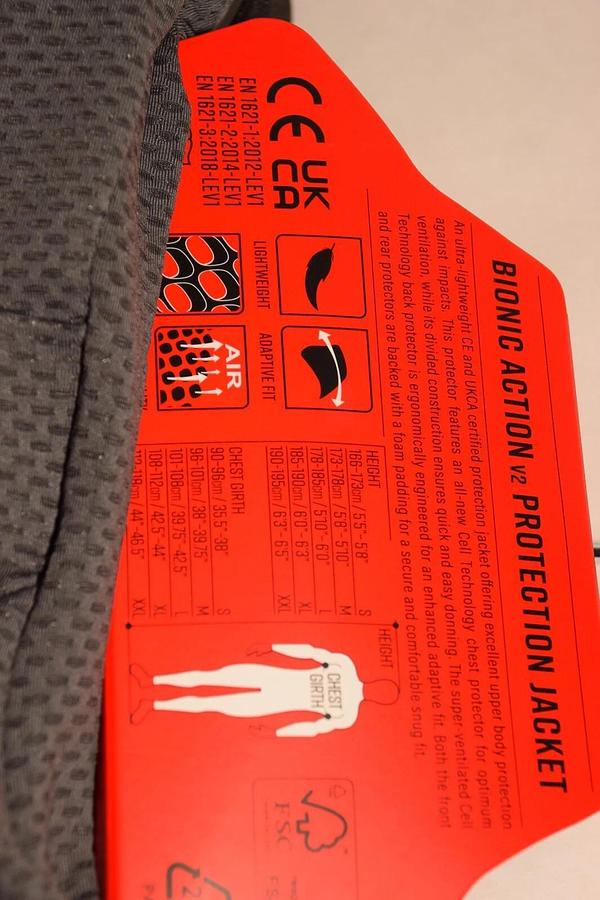 BIONIC ACTION V2 PROTECTION JACKET
An ultra-lightweight CE and UKCA certified protection jacket offering excellent upper body protection
against impacts. This protector features an all-new Cell Technology chest protector for optimum
ventilation, while its divided construction ensures quick and easy donning. The super-ventilated Cell
Technology back protector is ergonomically engineered for an enhanced adaptive fit. Both the front
and rear protectors are backed with a foam padding for a secure and comfortable snug fit.
CE UK
CA
EN 1621-1:2012-LEV1
EN 1621-2:2014-LEV1
EN 1621-3:2018-LEV1
LIGHTWEIGHT
ADAPTIVE FIT
AIR
HEIGHT
166-173cm / 5'5"-5'8" S
173-178cm / 5'8"-5'10" M
178-185cm / 5'10"-6'0" L
185-190cm / 6'0"-6'3" XL
190-195cm / 6'3"-6'5" XXL
CHEST GIRTH
90-96cm / 35.5"-38" S
96-101cm / 38"-39.75" M
101-108cm / 39.75"-42.5" L
108-112cm / 42.5"-44" XL
44"-46.5" XXL
HEIGHT
CHEST
GIRTH
FSC